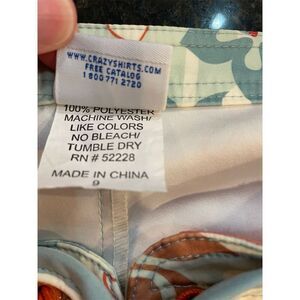 WWW.CRAZYSHIRTS.COM
FREE CATALOG
1 800 771 2720
100% POLYESTER
MACHINE WASH/
LIKE COLORS
NO BLEACH/
TUMBLE DRY
RN # 52228
MADE IN CHINA
9